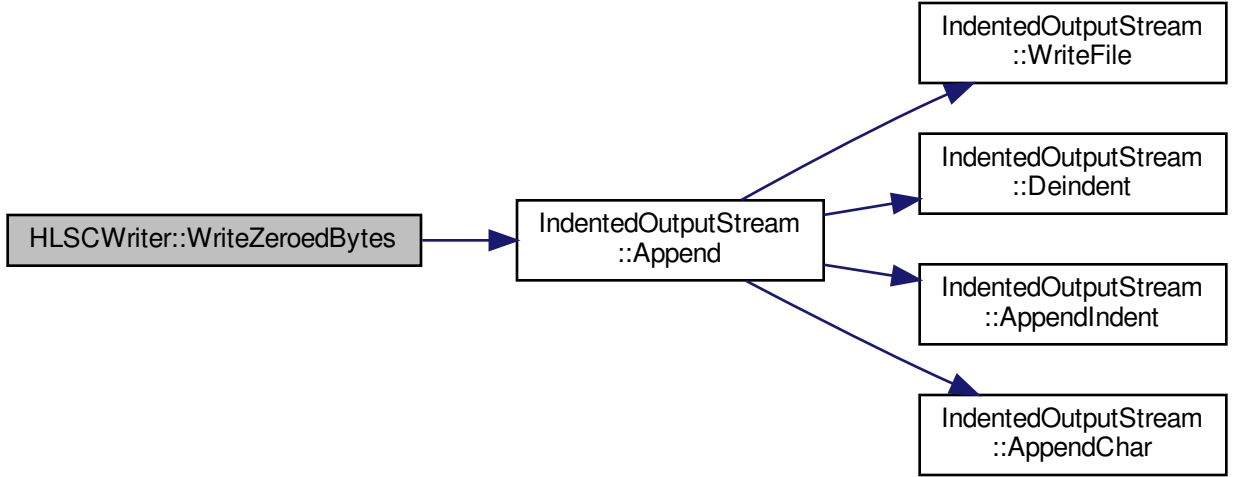 HLSCWriter::WriteZeroedBytes
IndentedOutputStream
::Append
IndentedOutputStream
::WriteFile
IndentedOutputStream
::Deindent
IndentedOutputStream
::AppendIndent
IndentedOutputStream
::AppendChar